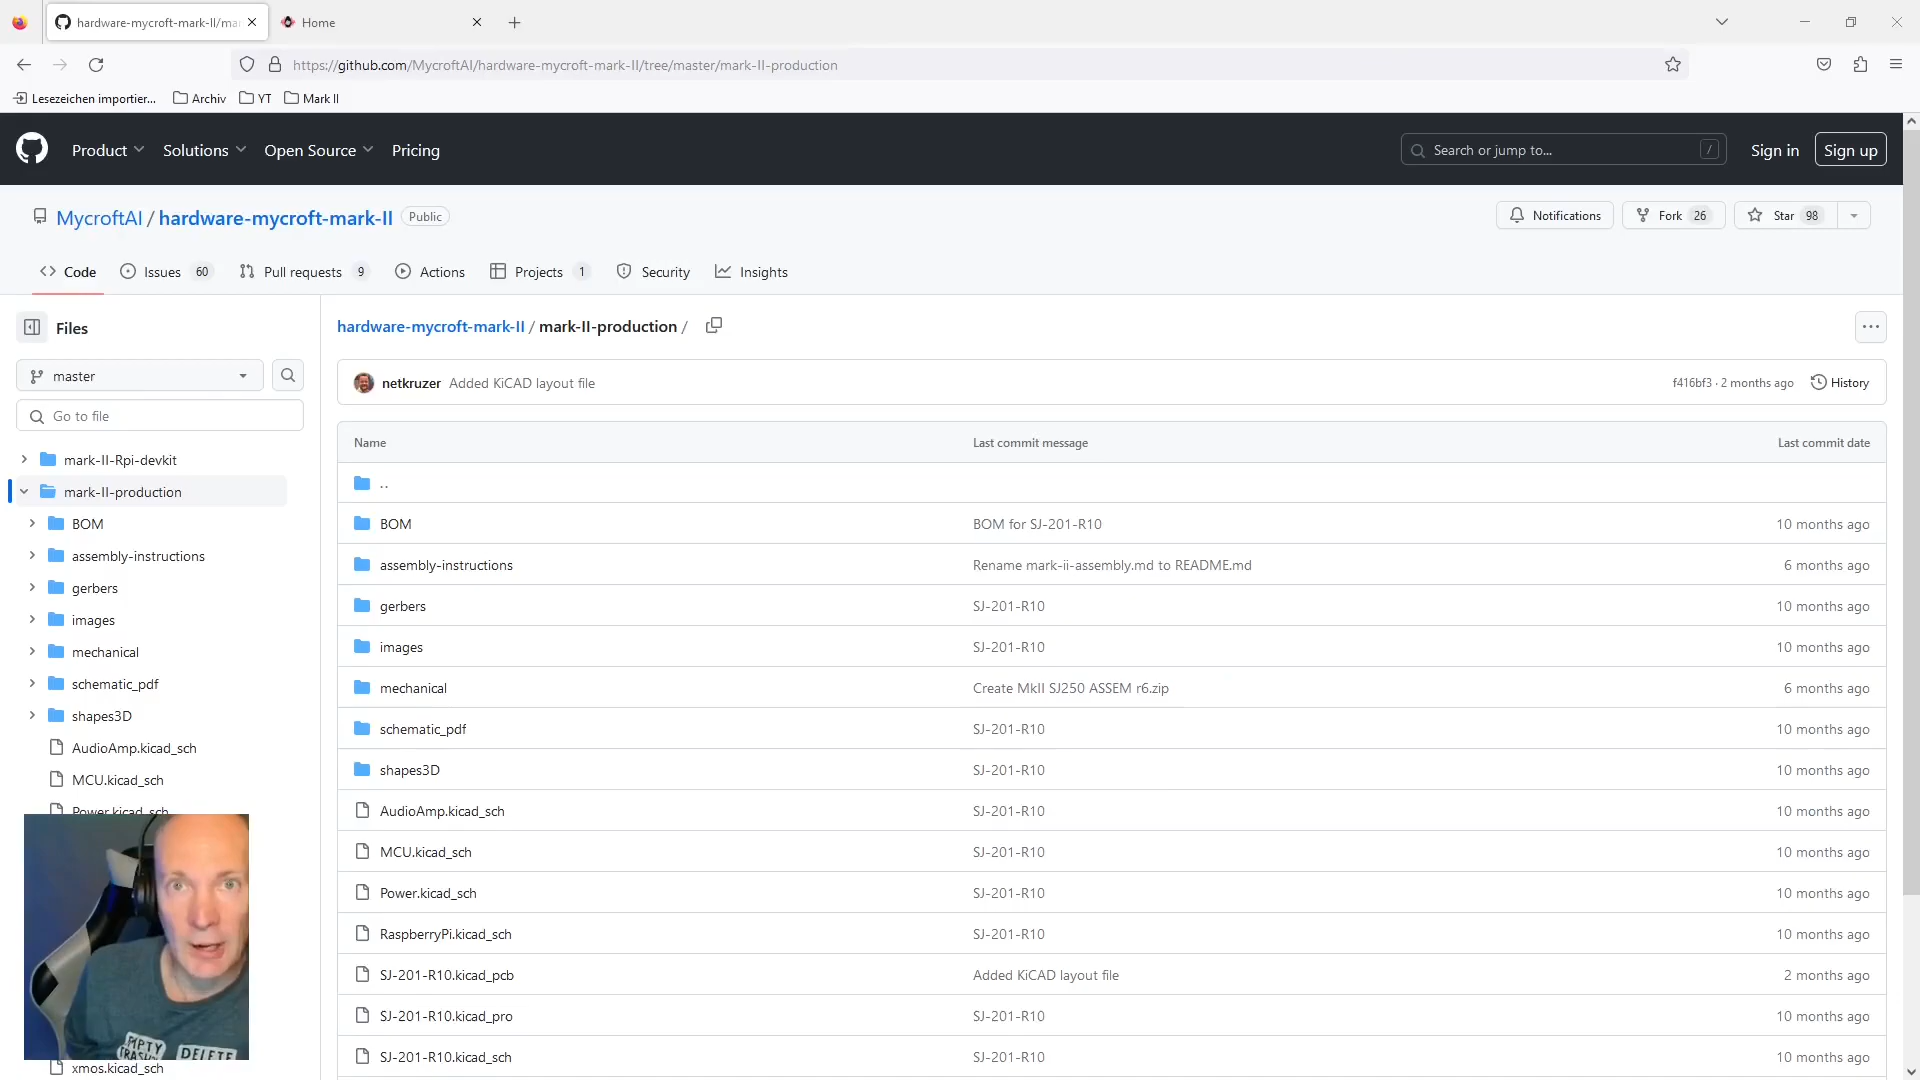 hardware-mycroft-mark-II/mar
Home
https://github.com/MycroftAI/hardware-mycroft-mark-II/tree/master/mark-II-production
Lesezeichen importier...
Archiv
YT
Mark II
Product
Solutions
Open Source
Pricing
Search or jump to...
/
Sign in
Sign up
MycroftAI / hardware-mycroft-mark-II
Public
Notifications
Fork 26
Star 98
Code
Issues 60
Pull requests 9
Actions
Projects 1
Security
Insights
Files
master
Go to file
mark-II-Rpi-devkit
mark-II-production
BOM
assembly-instructions
gerbers
images
mechanical
schematic_pdf
shapes3D
AudioAmp.kicad_sch
MCU.kicad_sch
Power.kicad_sch
xmos.kicad_sch
hardware-mycroft-mark-II / mark-II-production /
netkruzer Added KiCAD layout file
f416bf3 · 2 months ago
History
Name Last commit message Last commit date
..
BOM BOM for SJ-201-R10 10 months ago
assembly-instructions Rename mark-ii-assembly.md to README.md 6 months ago
gerbers SJ-201-R10 10 months ago
images SJ-201-R10 10 months ago
mechanical Create MkII SJ250 ASSEM r6.zip 6 months ago
schematic_pdf SJ-201-R10 10 months ago
shapes3D SJ-201-R10 10 months ago
AudioAmp.kicad_sch SJ-201-R10 10 months ago
MCU.kicad_sch SJ-201-R10 10 months ago
Power.kicad_sch SJ-201-R10 10 months ago
RaspberryPi.kicad_sch SJ-201-R10 10 months ago
SJ-201-R10.kicad_pcb Added KiCAD layout file 2 months ago
SJ-201-R10.kicad_pro SJ-201-R10 10 months ago
SJ-201-R10.kicad_sch SJ-201-R10 10 months ago
DELETE